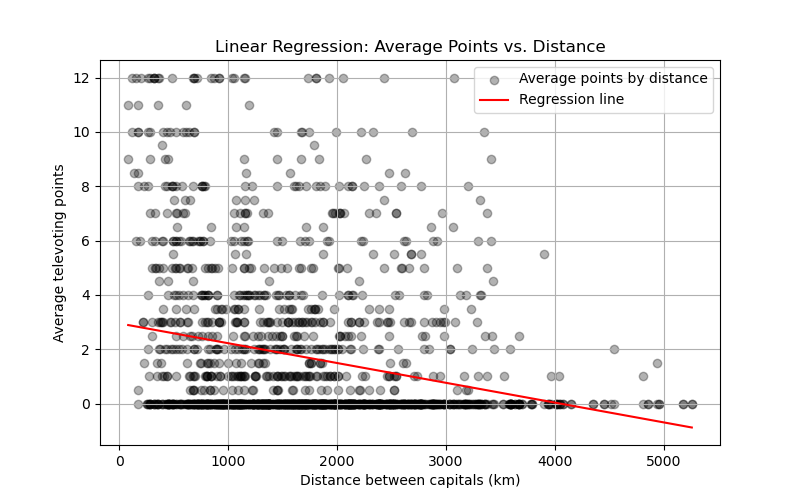 Linear Regression: Average Points vs. Distance
Average points by distance
Regression line
Average televoting points
12
10
8
6
4
2
0
0 1000 2000 3000 4000 5000
Distance between capitals (km)